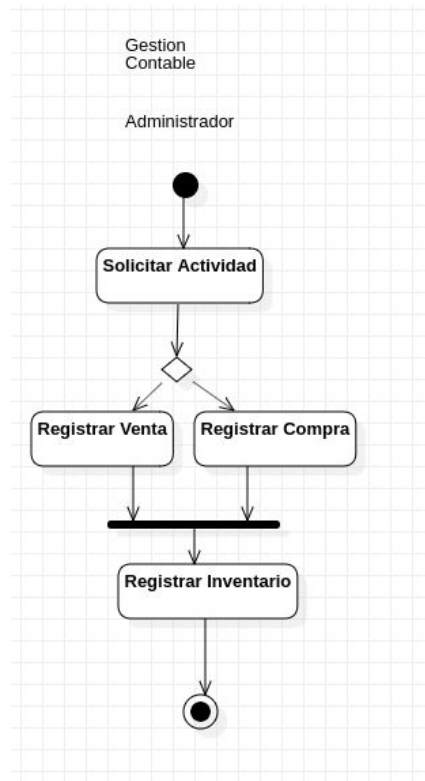 Gestion
Contable
Administrador
Solicitar Actividad
Registrar Venta
Registrar Compra
Registrar Inventario